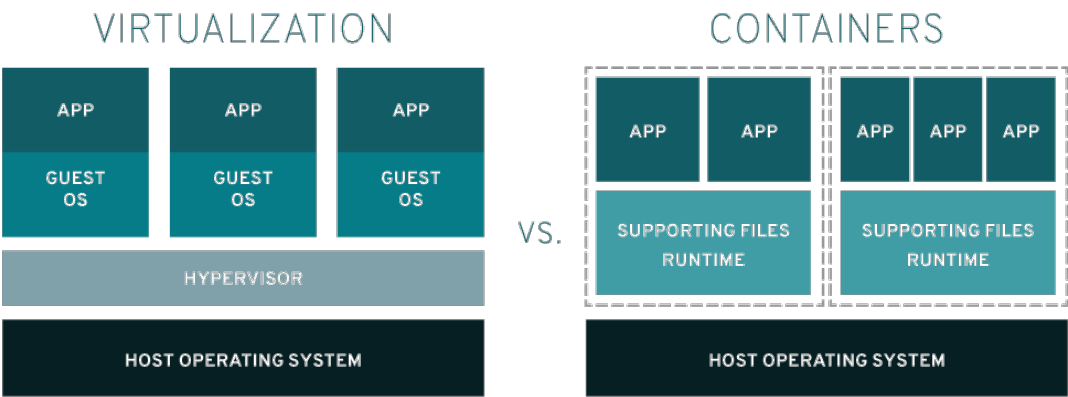 VIRTUALIZATION
APP
APP
APP
GUEST
OS
GUEST
OS
GUEST
OS
HYPERVISOR
HOST OPERATING SYSTEM
VS.
CONTAINERS
APP
APP
APP
APP
APP
SUPPORTING FILES
RUNTIME
SUPPORTING FILES
RUNTIME
HOST OPERATING SYSTEM